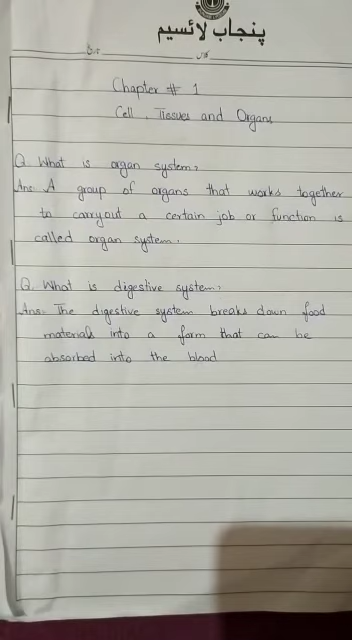 پنجاب لائسیم
تاریخ کلاس
Chapter # 1
Cell, Tissues and Organs
Q. What is organ system?
Ans. A group of organs that works together
to carryout a certain job or function is
called organ system.
Q. What is digestive system?
Ans. The digestive system breaks down food
materials into a form that can be
absorbed into the blood